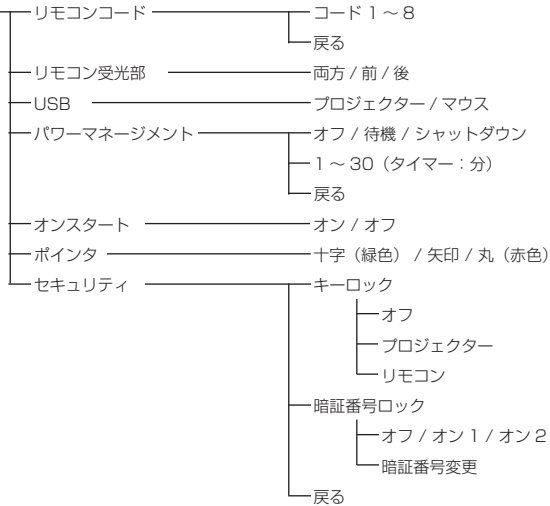 リモコンコード コード 1 ~ 8
戻る
リモコン受光部 両方 / 前 / 後
USB プロジェクター / マウス
パワーマネージメント オフ / 待機 / シャットダウン
1 ~ 30（タイマー：分）
戻る
オンスタート オン / オフ
ポインタ 十字（緑色） / 矢印 / 丸（赤色）
セキュリティ キーロック
オフ
プロジェクター
リモコン
暗証番号ロック
オフ / オン 1 / オン 2
暗証番号変更
戻る